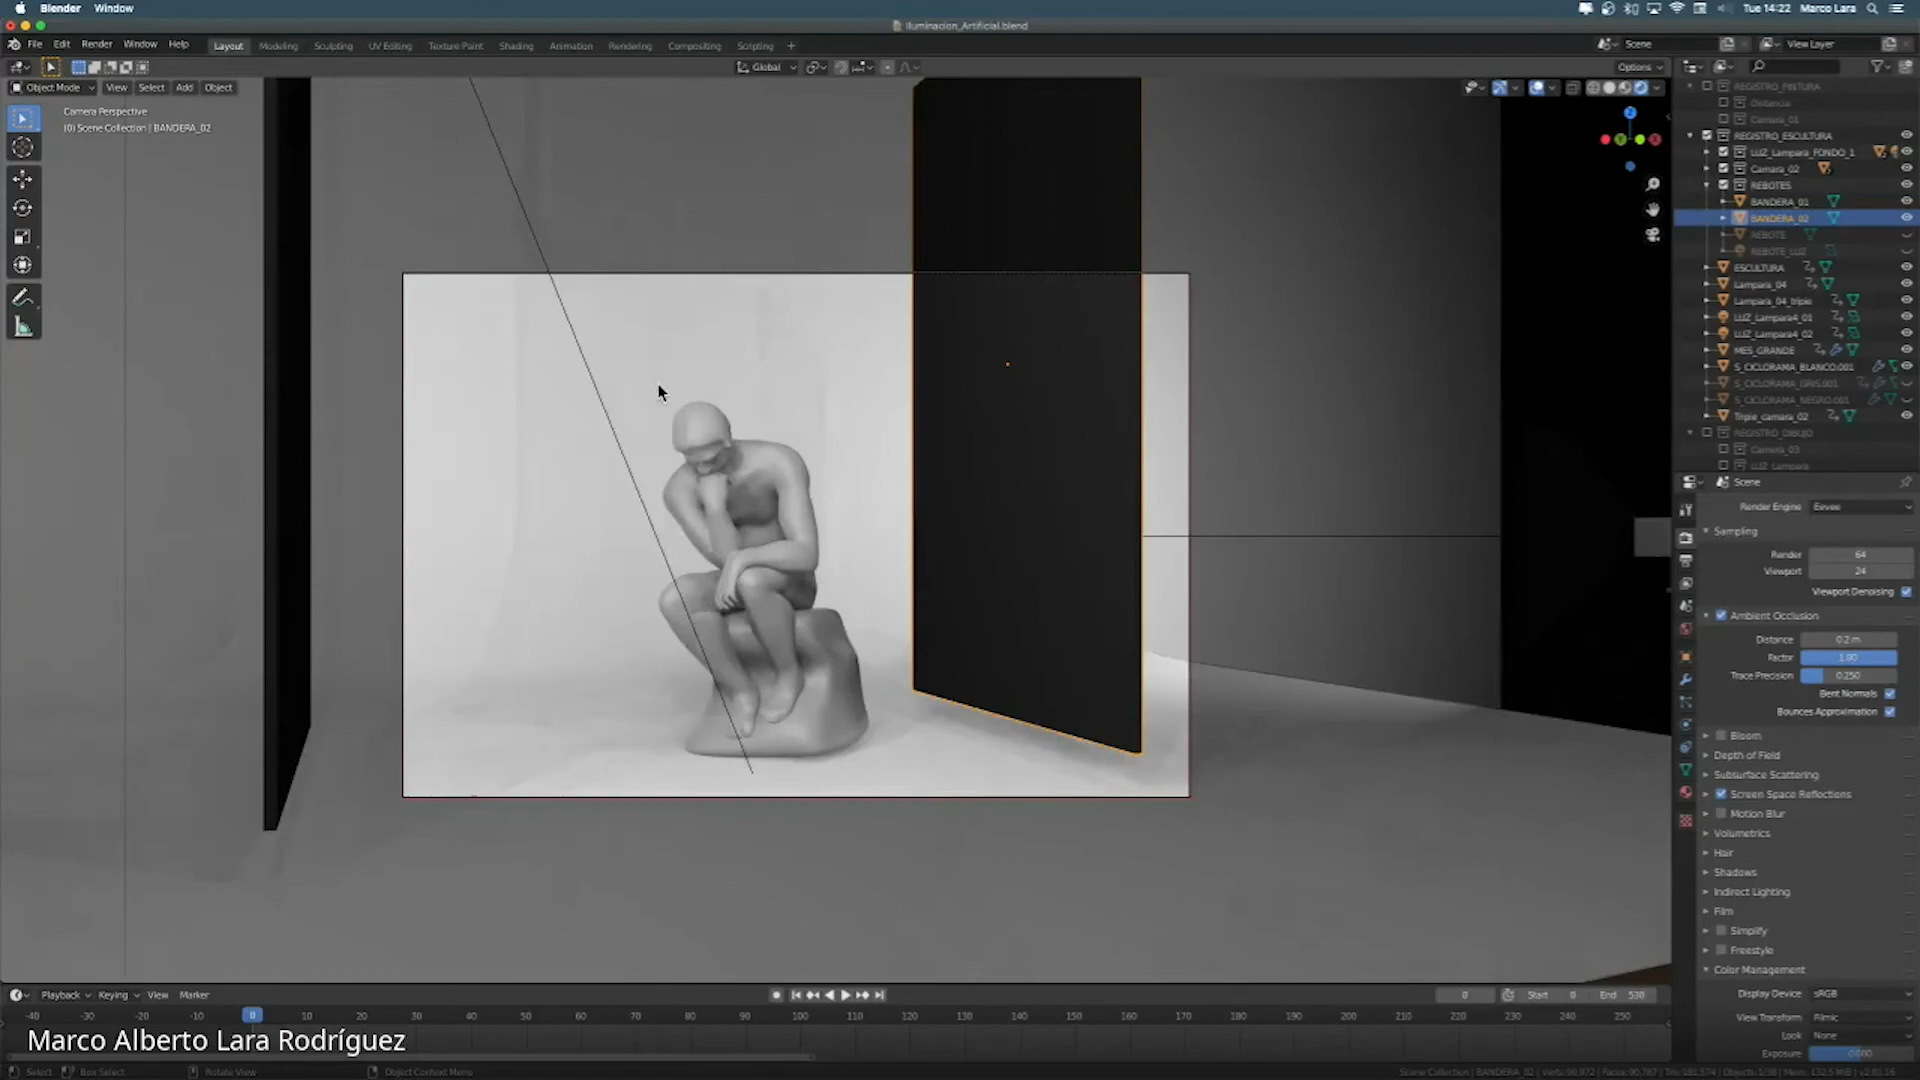 Blender Window
Tue 14:22 Marco Lara
Iluminacion_Artificial.blend
File Edit Render Window Help
Layout Modeling Sculpting UV Editing Texture Paint Shading Animation Rendering Compositing Scripting +
Scene
View Layer
Global
Options
Object Mode View Select Add Object
Camera Perspective
(0) Scene Collection | BANDERA_02
REGISTRO_PINTURA
Distancia
Camara_01
REGISTRO_ESCULTURA
LUZ_Lampara_FONDO_1
Camara_02
REBOTES
BANDERA_01
BANDERA_02
REBOTE
REBOTE_LUZ
ESCULTURA
Lampara_04
Lampara_04_tripie
LUZ_Lampara4_01
LUZ_Lampara4_02
MES_GRANDE
S_CICLORAMA_BLANCO.001
S_CICLORAMA_GRIS.001
S_CICLORAMA_NEGRO.001
Tripie_camara_02
REGISTRO_DIBUJO
Camera_03
LUZ_Lampara
Scene
Render Engine Eevee
Sampling
Render 64
Viewport 24
Viewport Denoising
Ambient Occlusion
Distance 0.2 m
Factor 1.00
Trace Precision 0.250
Bent Normals
Bounces Approximation
Bloom
Depth of Field
Subsurface Scattering
Screen Space Reflections
Motion Blur
Volumetrics
Hair
Shadows
Indirect Lighting
Film
Simplify
Freestyle
Color Management
Display Device sRGB
View Transform Filmic
Look None
Exposure 0.000
Playback Keying View Marker
0 Start 0 End 530
-40 -30 -20 -10 0 10 20 30 40 50 60 70 80 90 100 110 120 130 140 150 160 170 180 190 200 210 220 230 240 250
Marco Alberto Lara Rodríguez
Select Box Select Rotate View Object Context Menu
Scene Collection | BANDERA_02